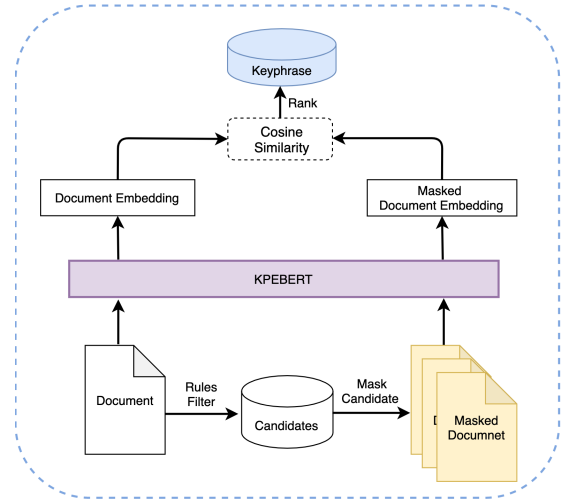 Keyphrase
Rank
Cosine
Similarity
Document Embedding
Masked
Document Embedding
KPEBERT
Document
Rules
Filter
Candidates
Mask
Candidate
D
Masked
Documnet